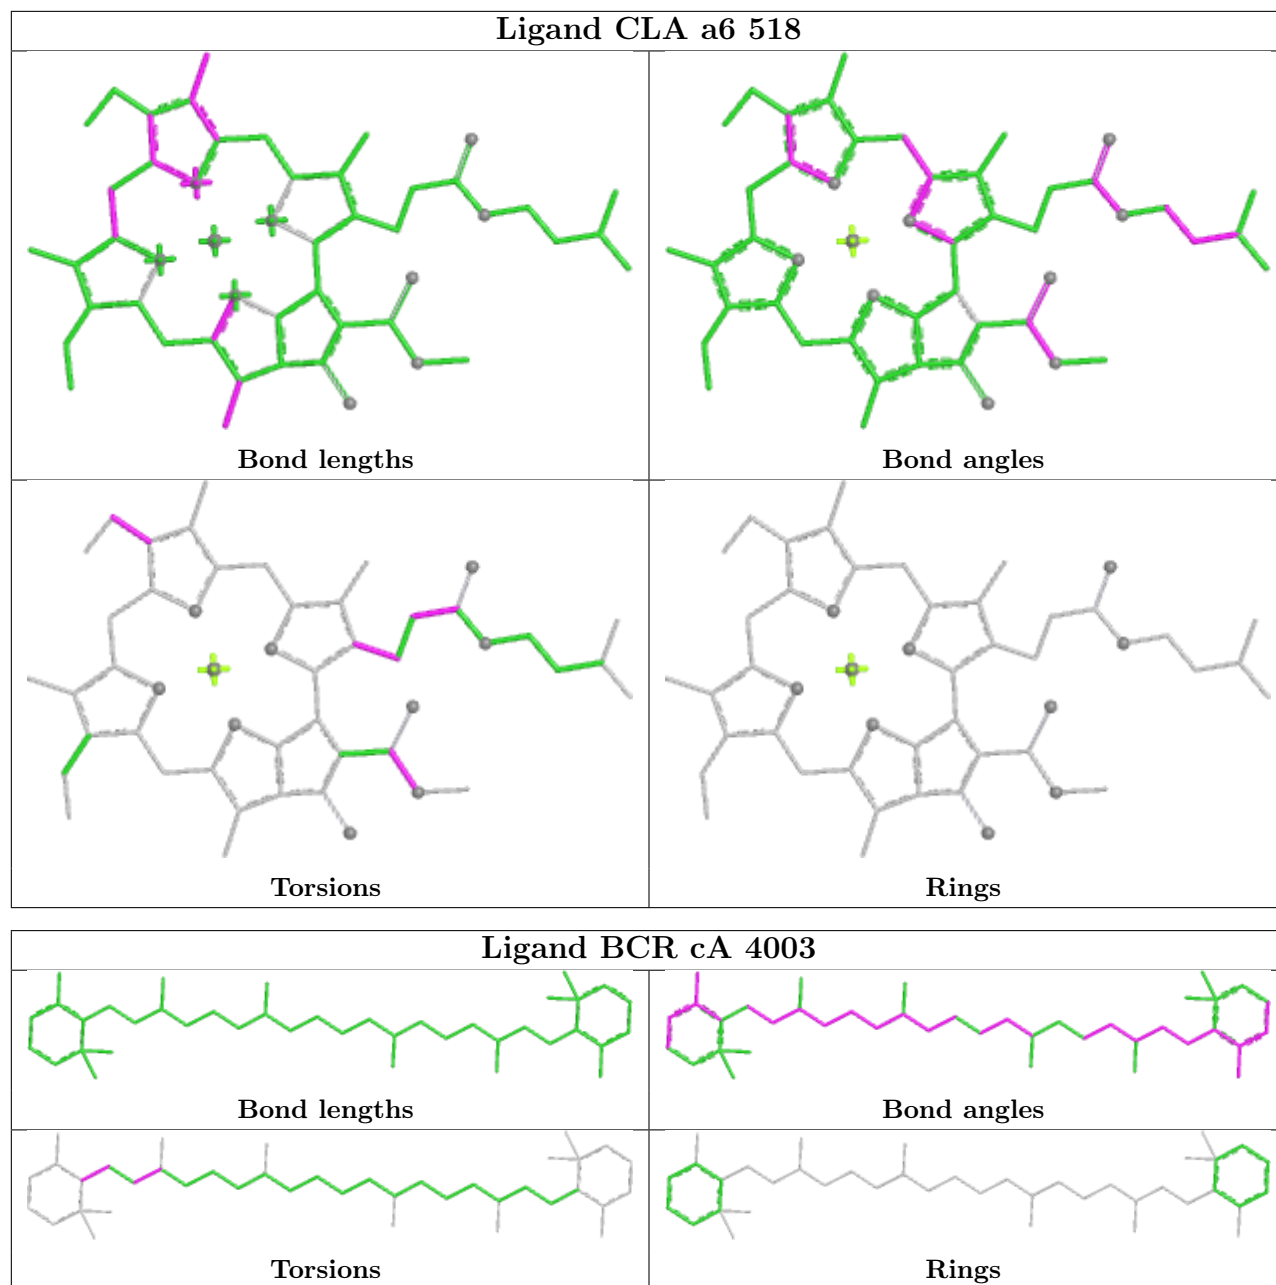 Ligand CLA a6 518
Bond lengths
Bond angles
Torsions
Rings
Ligand BCR cA 4003
Bond lengths
Bond angles
Torsions
Rings